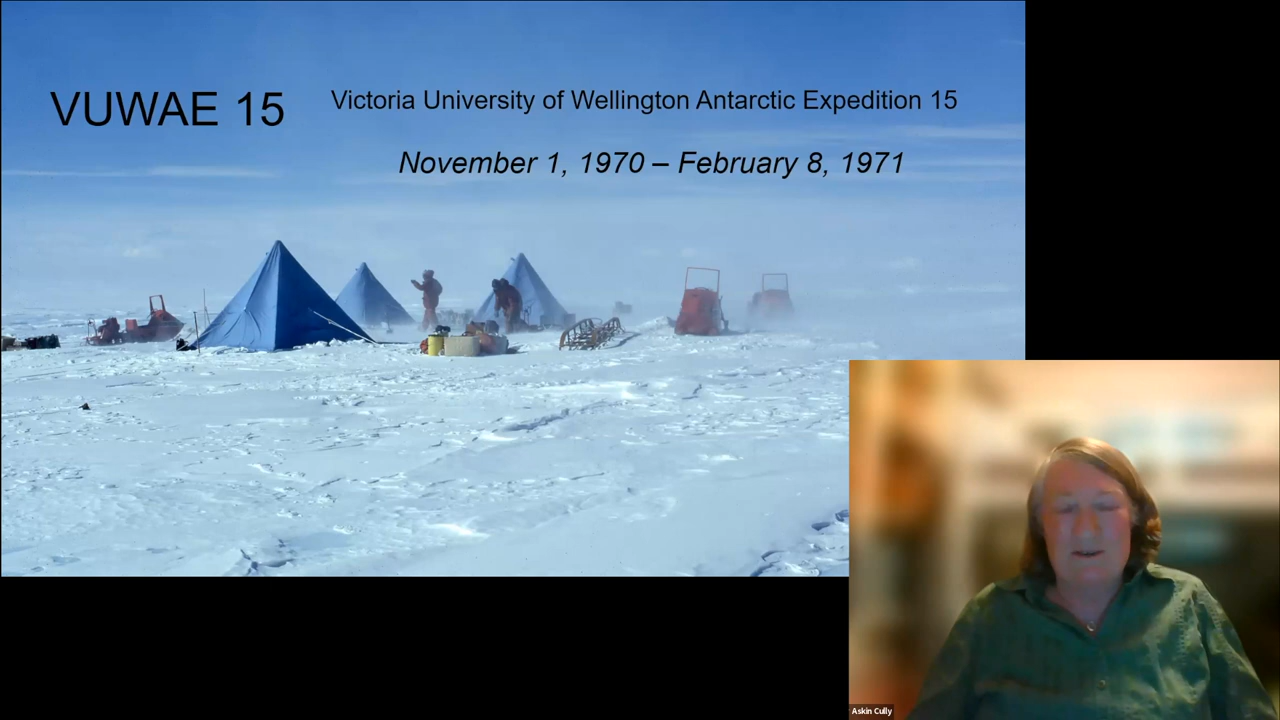 VUWAE 15
Victoria University of Wellington Antarctic Expedition 15
November 1, 1970 – February 8, 1971
Askin Cully